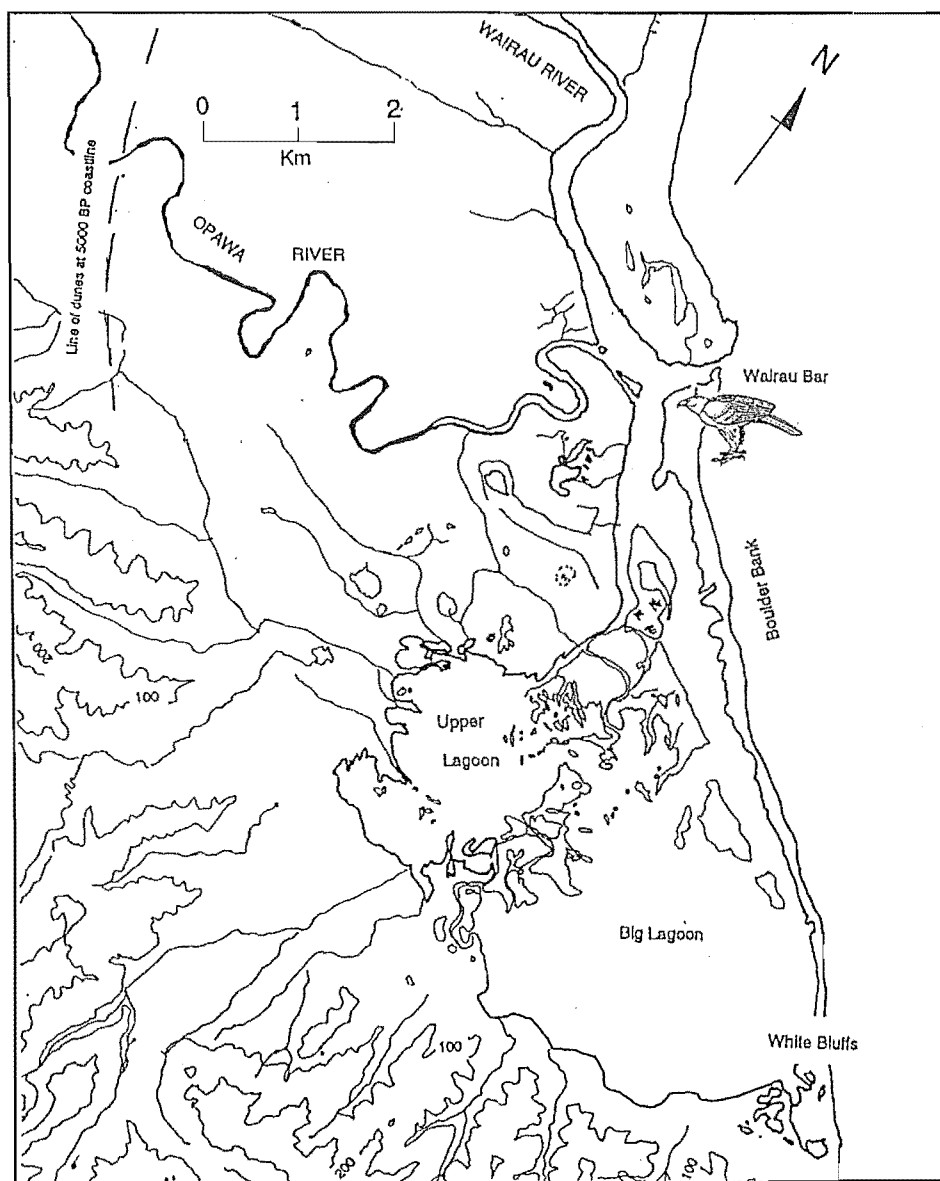 WAIRAU RIVER
N
0 1 2
Km
Line of dunes at 5000 BP coastline
OPAWA RIVER
Wairau Bar
Boulder Bank
200
100
Upper
Lagoon
Big Lagoon
White Bluffs
100
200
100